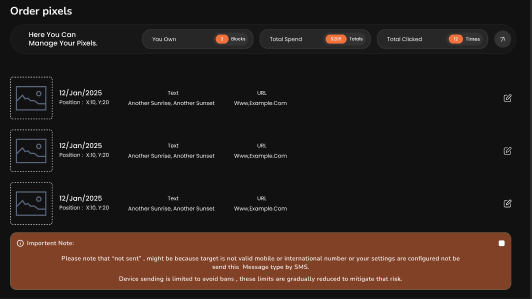 Order pixels
Here You Can
Manage Your Pixels.
You Own 3 Blocks
Total Spend Totals
Total Clicked 12 Times
12/Jan/2025
Position : X:10, Y:20
Text
Another Sunrise, Another Sunset
URL
Www.Example.Com
12/Jan/2025
Position : X:10, Y:20
Text
Another Sunrise, Another Sunset
URL
Www.Example.Com
12/Jan/2025
Position : X:10, Y:20
Text
Another Sunrise, Another Sunset
URL
Www.Example.Com
Importent Note:
Please note that "not sent" , might be because target is not valid mobile or international number or your settings are configured not be
send this Message type by SMS.
Device sending is limited to avoid bans , these limits are gradually reduced to mitigate that risk.